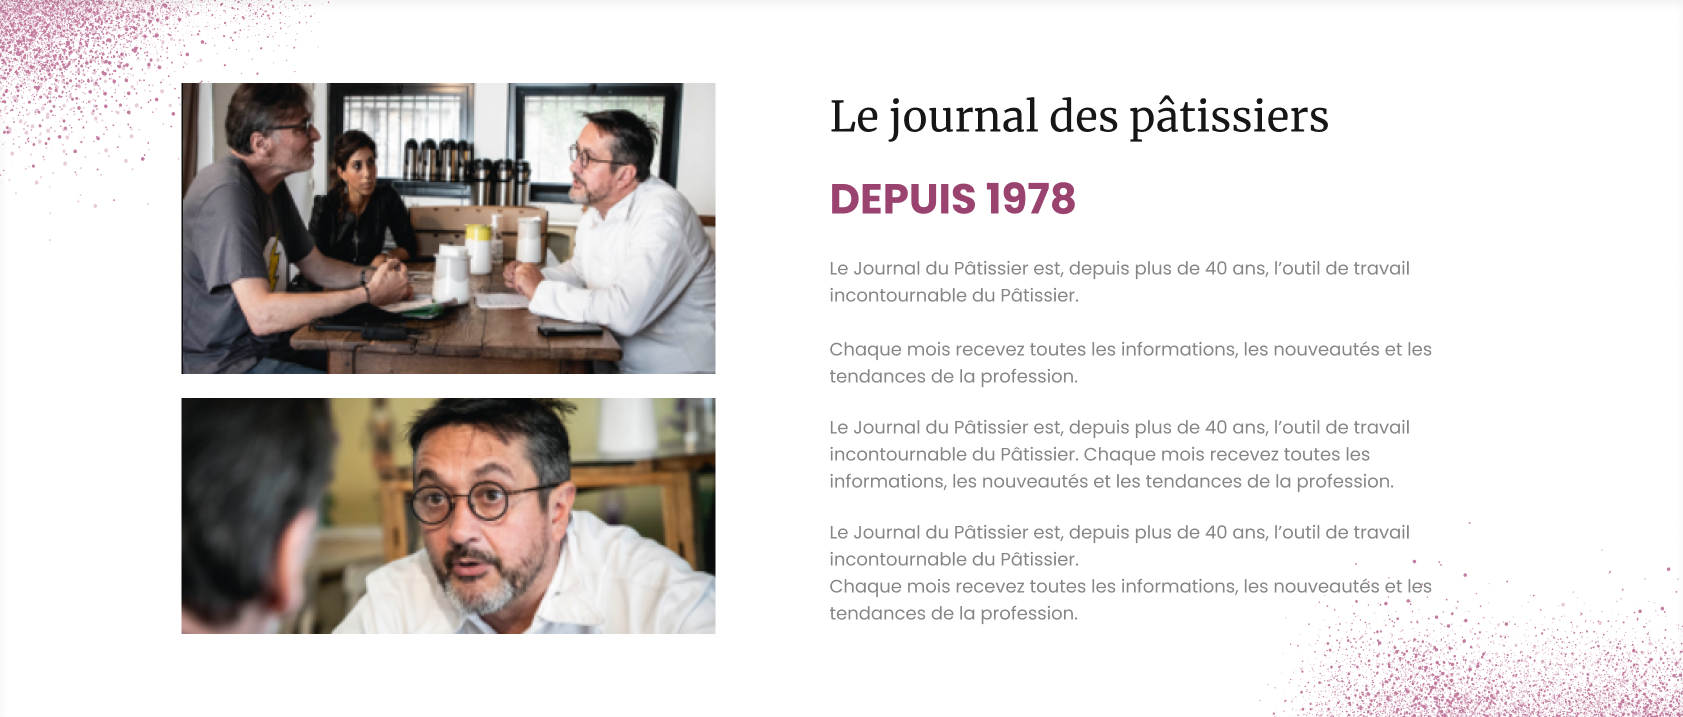 Le journal des pâtissiers
DEPUIS 1978
Le Journal du Pâtissier est, depuis plus de 40 ans, l’outil de travail
incontournable du Pâtissier.
Chaque mois recevez toutes les informations, les nouveautés et les
tendances de la profession.
Le Journal du Pâtissier est, depuis plus de 40 ans, l’outil de travail
incontournable du Pâtissier. Chaque mois recevez toutes les
informations, les nouveautés et les tendances de la profession.
Le Journal du Pâtissier est, depuis plus de 40 ans, l’outil de travail
incontournable du Pâtissier.
Chaque mois recevez toutes les informations, les nouveautés et les
tendances de la profession.